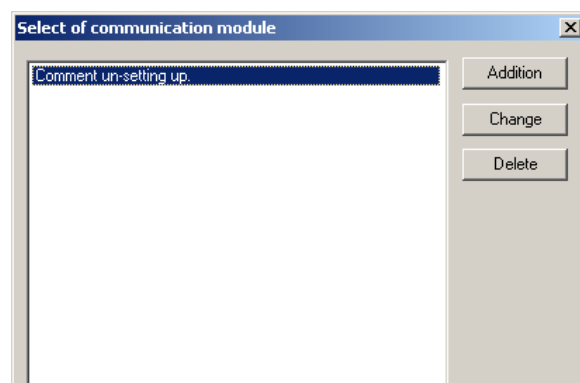 Select of communication module
Comment un-setting up.
Addition
Change
Delete